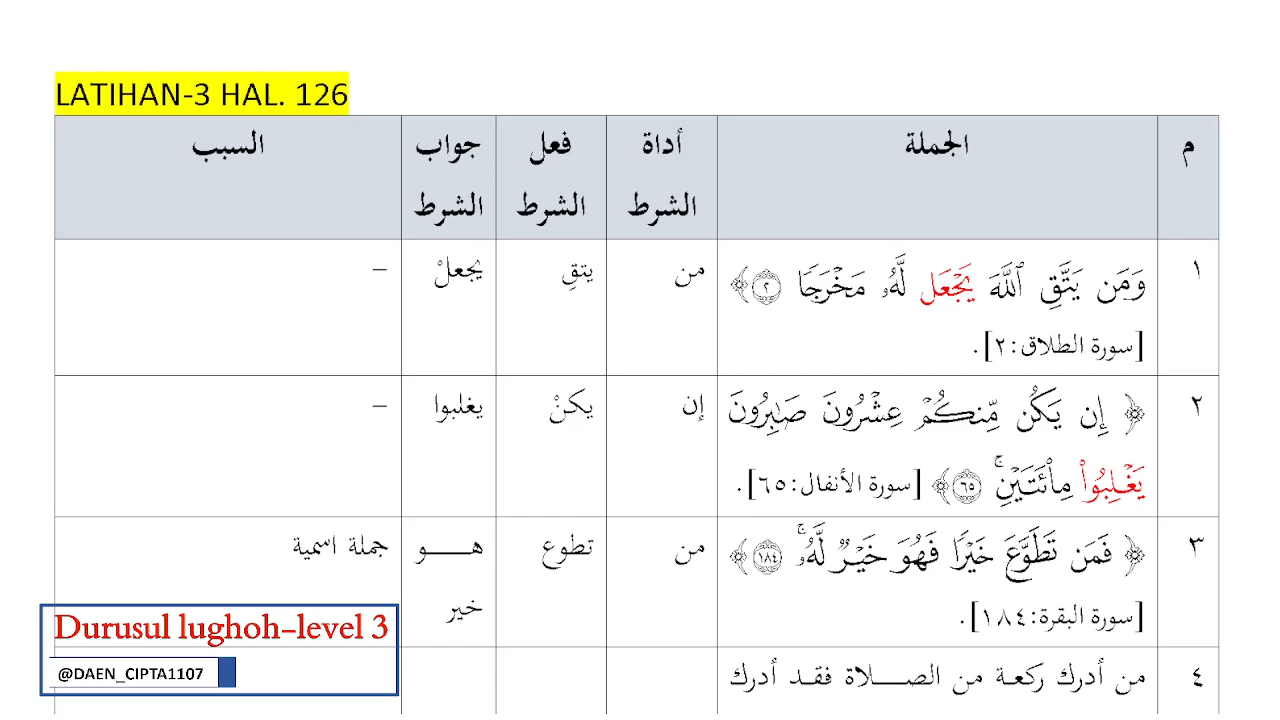 LATIHAN-3 HAL. 126
م الجملة أداة الشرط فعل الشرط جواب الشرط السبب
١ وَمَن يَتَّقِ ٱللَّهَ يَجْعَل لَّهُۥ مَخْرَجًا ٢﴾ من يتقِ يجعلْ –
[سورة الطلاق:٢].
٢ ﴿ إِن يَكُن مِّنكُمْ عِشْرُونَ صَـٰبِرُونَ إن يكنْ يغلبوا –
يَغْلِبُوا۟ مِا۟ئَتَيْنِۚ ٦٥﴾ [سورة الأنفال:٦٥].
٣ ﴿ فَمَن تَطَوَّعَ خَيْرًا فَهُوَ خَيْرٌ لَّهُۥۚ ١٨٤﴾ من تطوع هـــو خير جملة اسمية
[سورة البقرة:١٨٤].
٤ من أدرك ركعة من الصـــلاة فقد أدرك
Durusul lughoh-level 3
@DAEN_CIPTA1107